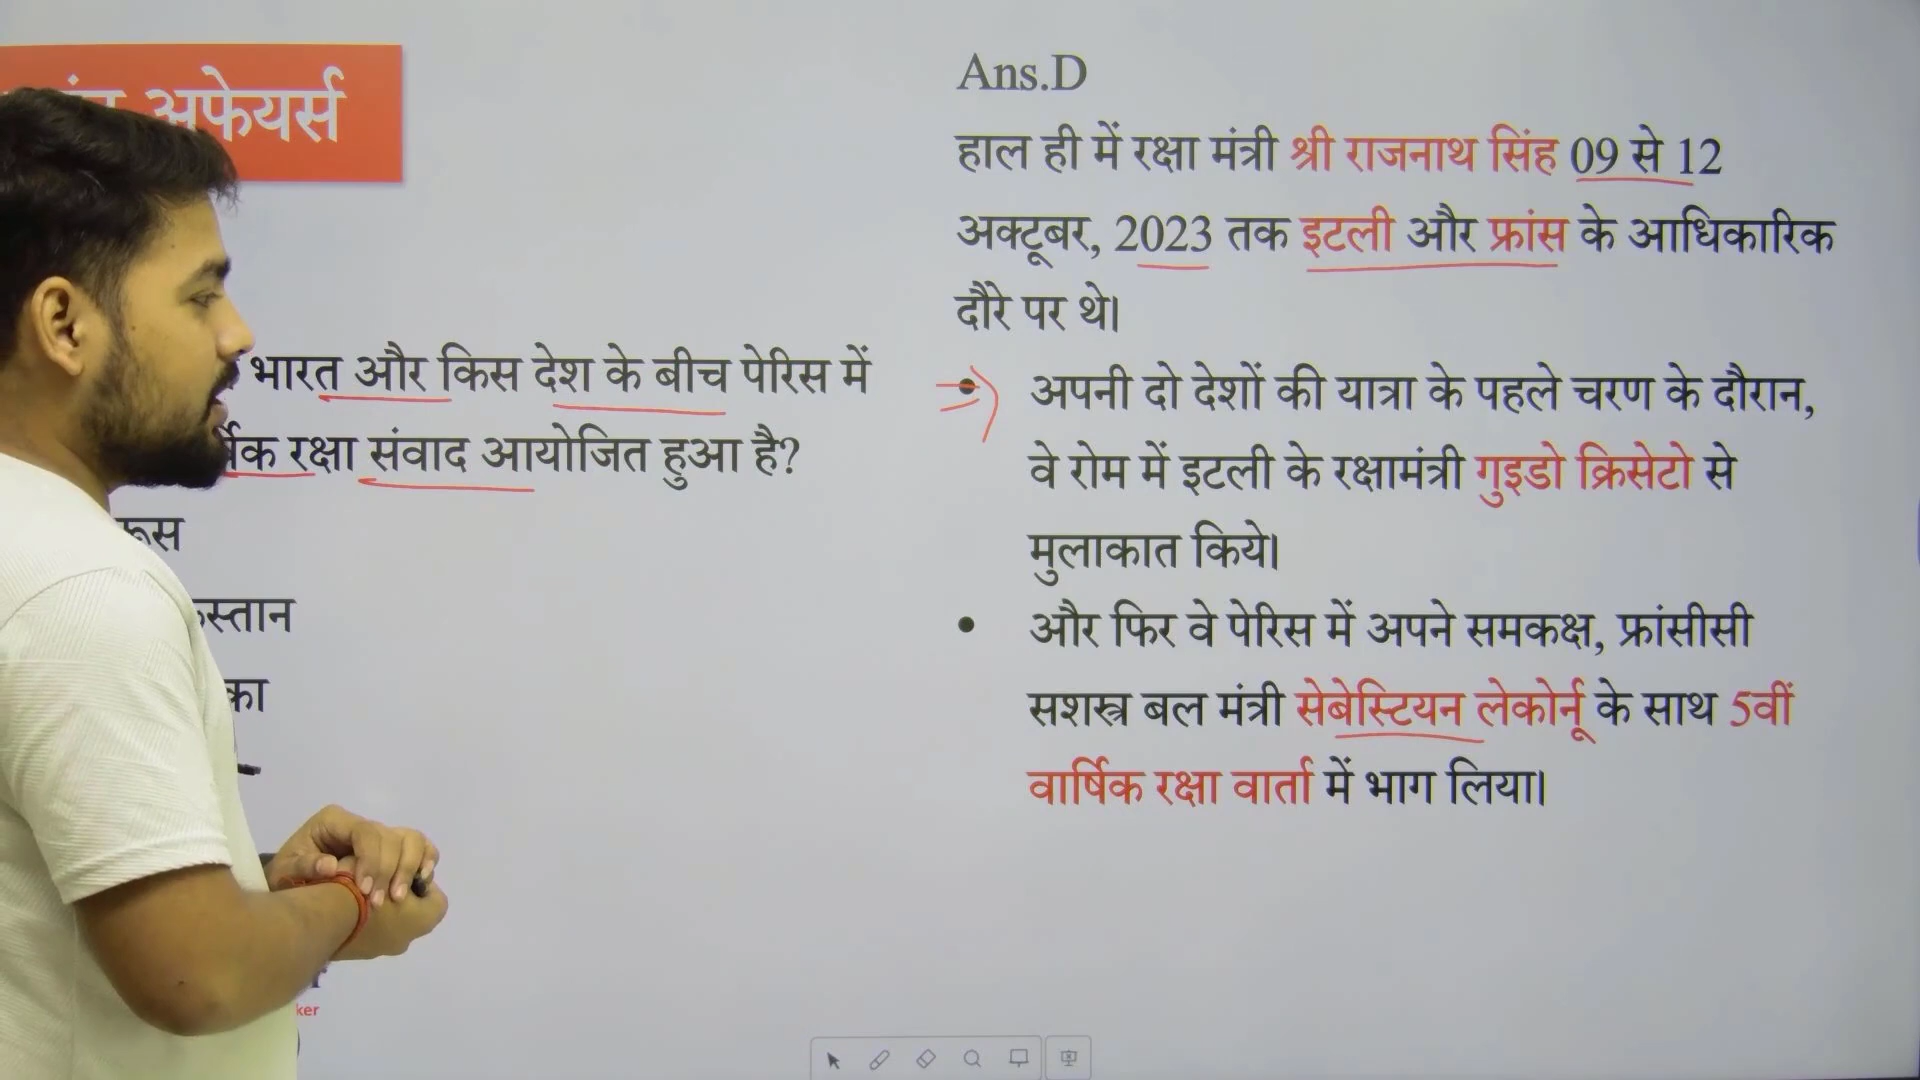 अफेयर्स
भारत और किस देश के बीच पेरिस में
रक्षा संवाद आयोजित हुआ है?
रूस
Ans.D
हाल ही में रक्षा मंत्री श्री राजनाथ सिंह 09 से 12
अक्टूबर, 2023 तक इटली और फ्रांस के आधिकारिक
दौरे पर थे।
• अपनी दो देशों की यात्रा के पहले चरण के दौरान,
वे रोम में इटली के रक्षामंत्री गुइडो क्रिसेटो से
मुलाकात किये।
• और फिर वे पेरिस में अपने समकक्ष, फ्रांसीसी
सशस्त्र बल मंत्री सेबेस्टियन लेकोर्नू के साथ 5वीं
वार्षिक रक्षा वार्ता में भाग लिया।